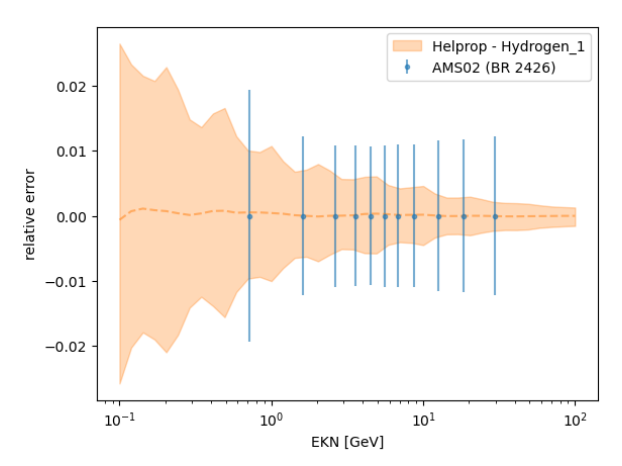 Helprop - Hydrogen_1
AMS02 (BR 2426)
relative error
0.02
0.01
0.00
−0.01
−0.02
10⁻¹
10⁰
10¹
10²
EKN [GeV]